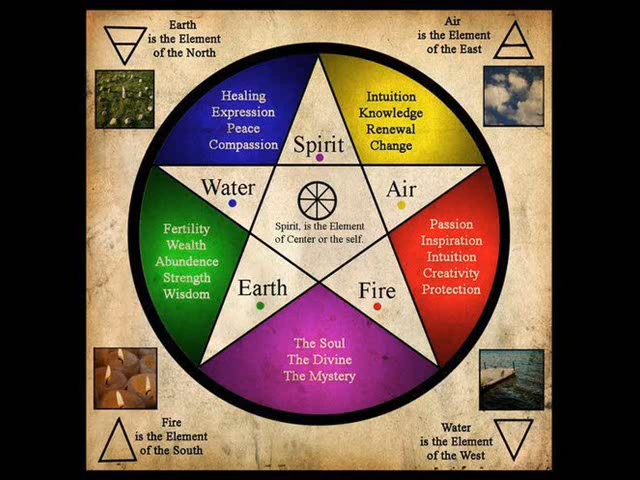 Earth
is the Element
of the North
Air
is the Element
of the East
Healing
Expression
Peace
Compassion
Intuition
Knowledge
Renewal
Change
Spirit
Water
Air
Spirit, is the Element
of Center or the self.
Fertility
Wealth
Abundance
Strength
Wisdom
Passion
Inspiration
Intuition
Creativity
Protection
Earth
Fire
The Soul
The Divine
The Mystery
Fire
is the Element
of the South
Water
is the Element
of the West